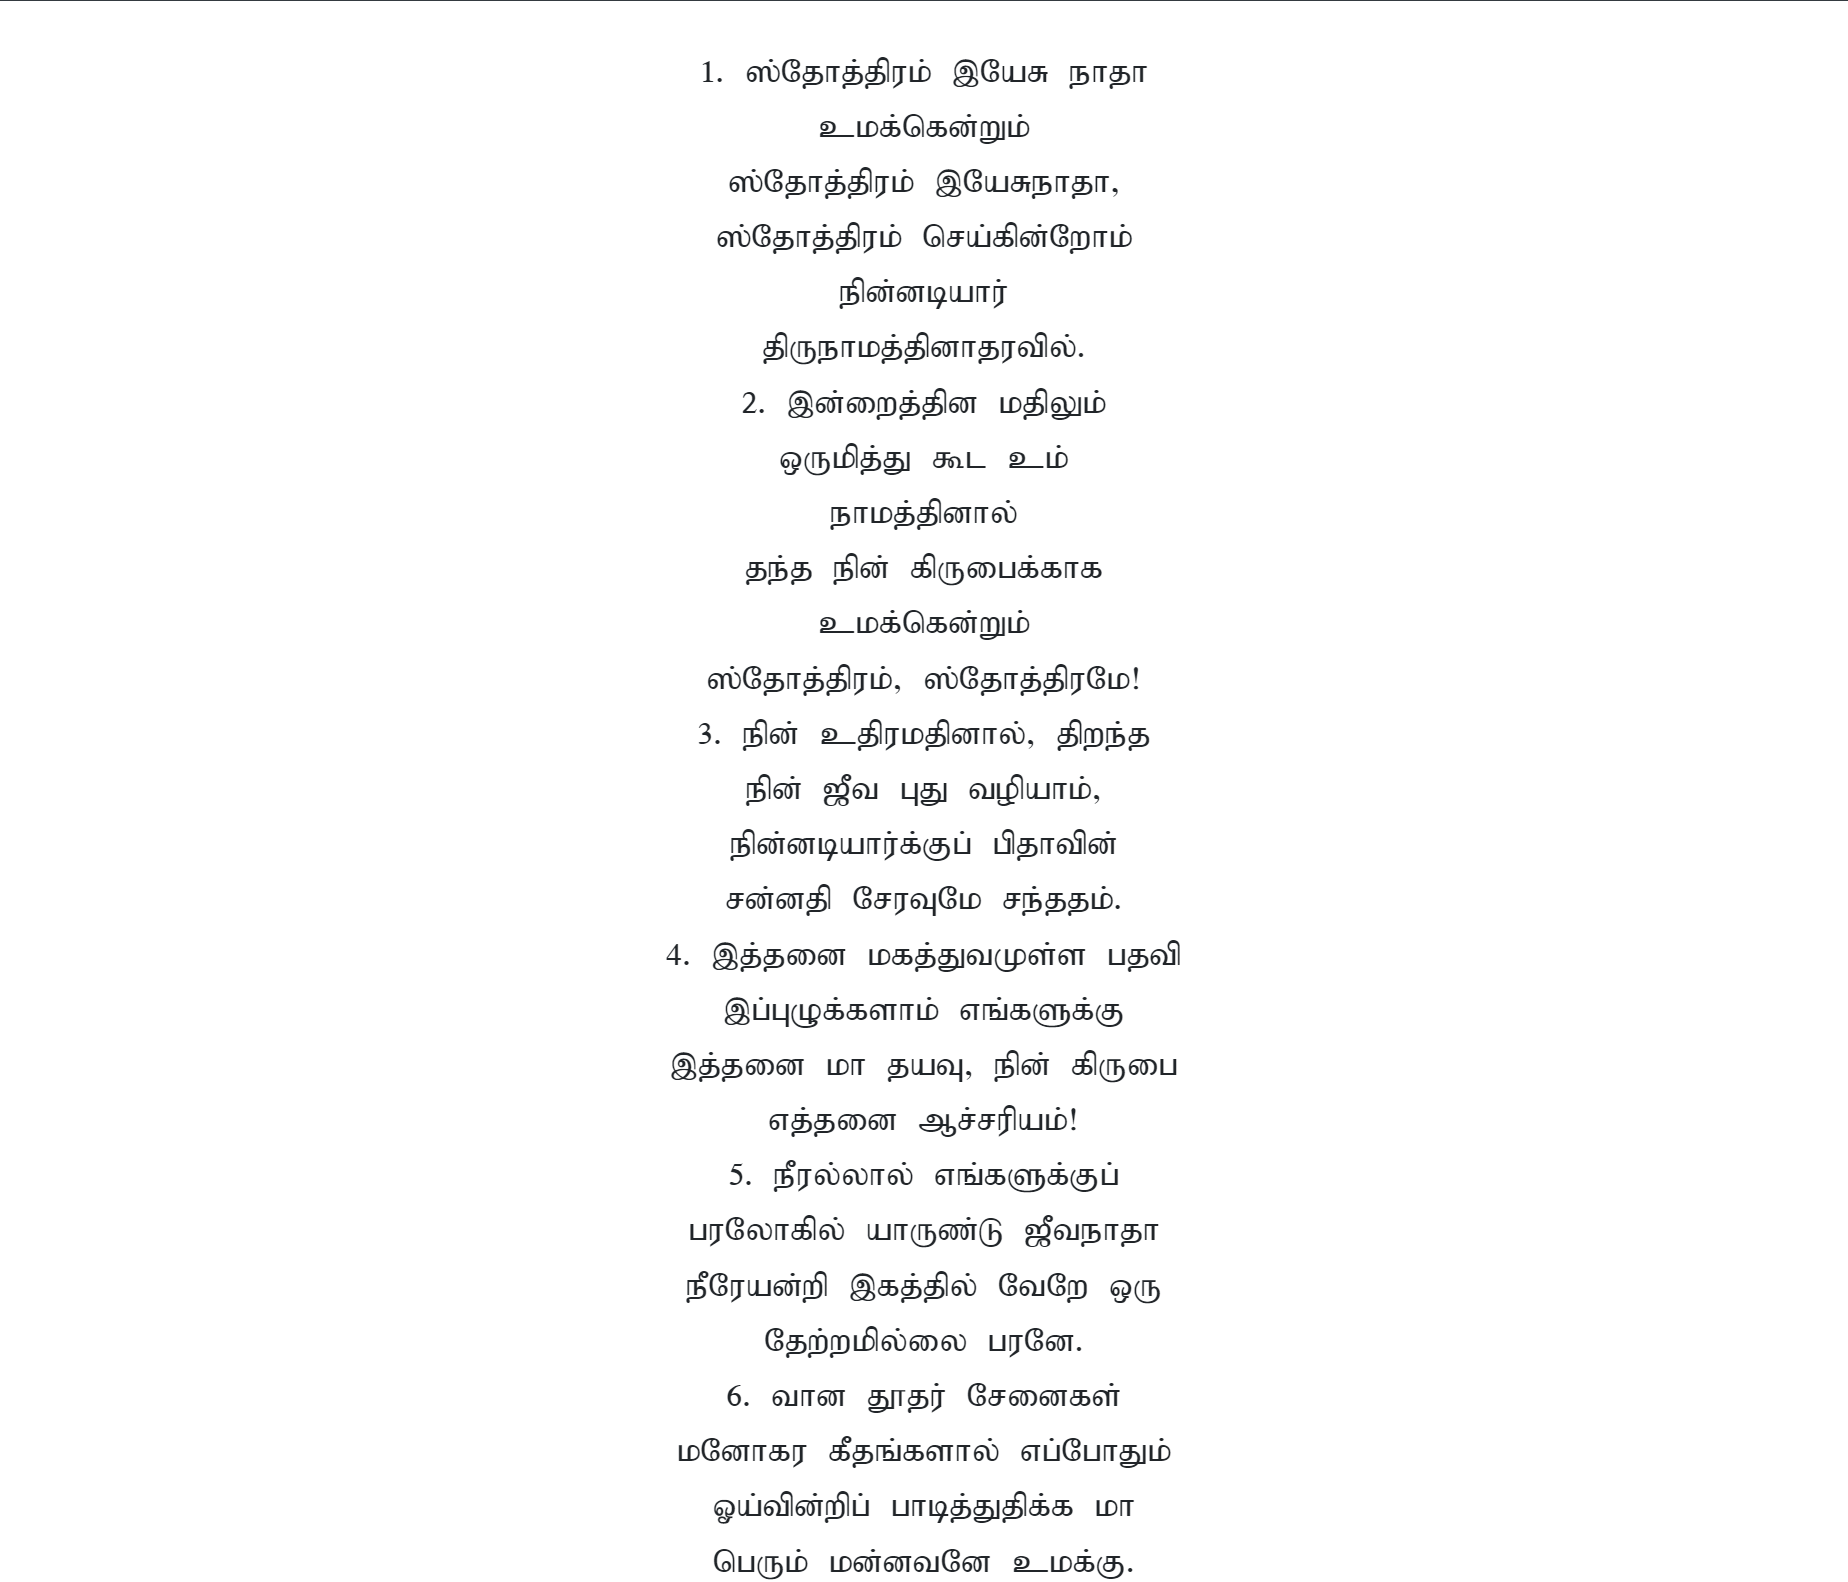 1. ஸ்தோத்திரம் இயேசு நாதா
உமக்கென்றும்
ஸ்தோத்திரம் இயேசுநாதா,
ஸ்தோத்திரம் செய்கின்றோம்
நின்னடியார்
திருநாமத்தினாதரவில்.
2. இன்றைத்தின மதிலும்
ஒருமித்து கூட உம்
நாமத்தினால்
தந்த நின் கிருபைக்காக
உமக்கென்றும்
ஸ்தோத்திரம், ஸ்தோத்திரமே!
3. நின் உதிரமதினால், திறந்த
நின் ஜீவ புது வழியாம்,
நின்னடியார்க்குப் பிதாவின்
சன்னதி சேரவுமே சந்ததம்.
4. இத்தனை மகத்துவமுள்ள பதவி
இப்புழுக்களாம் எங்களுக்கு
இத்தனை மா தயவு, நின் கிருபை
எத்தனை ஆச்சரியம்!
5. நீரல்லால் எங்களுக்குப்
பரலோகில் யாருண்டு ஜீவநாதா
நீரேயன்றி இகத்தில் வேறே ஒரு
தேற்றமில்லை பரனே.
6. வான தூதர் சேனைகள்
மனோகர கீதங்களால் எப்போதும்
ஓய்வின்றிப் பாடித்துதிக்க மா
பெரும் மன்னவனே உமக்கு.